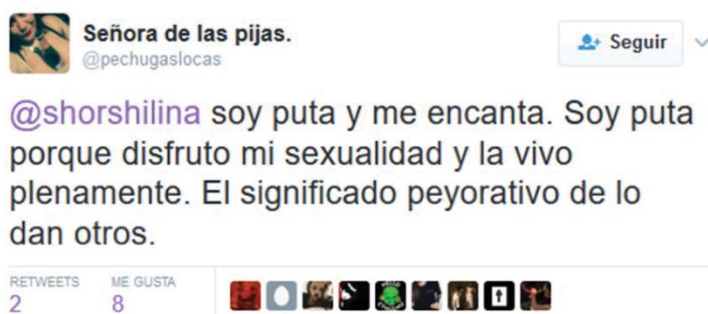 Señora de las pijas.
@pechugaslocas
Seguir
@shorshilina soy puta y me encanta. Soy puta
porque disfruto mi sexualidad y la vivo
plenamente. El significado peyorativo de lo
dan otros.
RETWEETS ME GUSTA
2 8